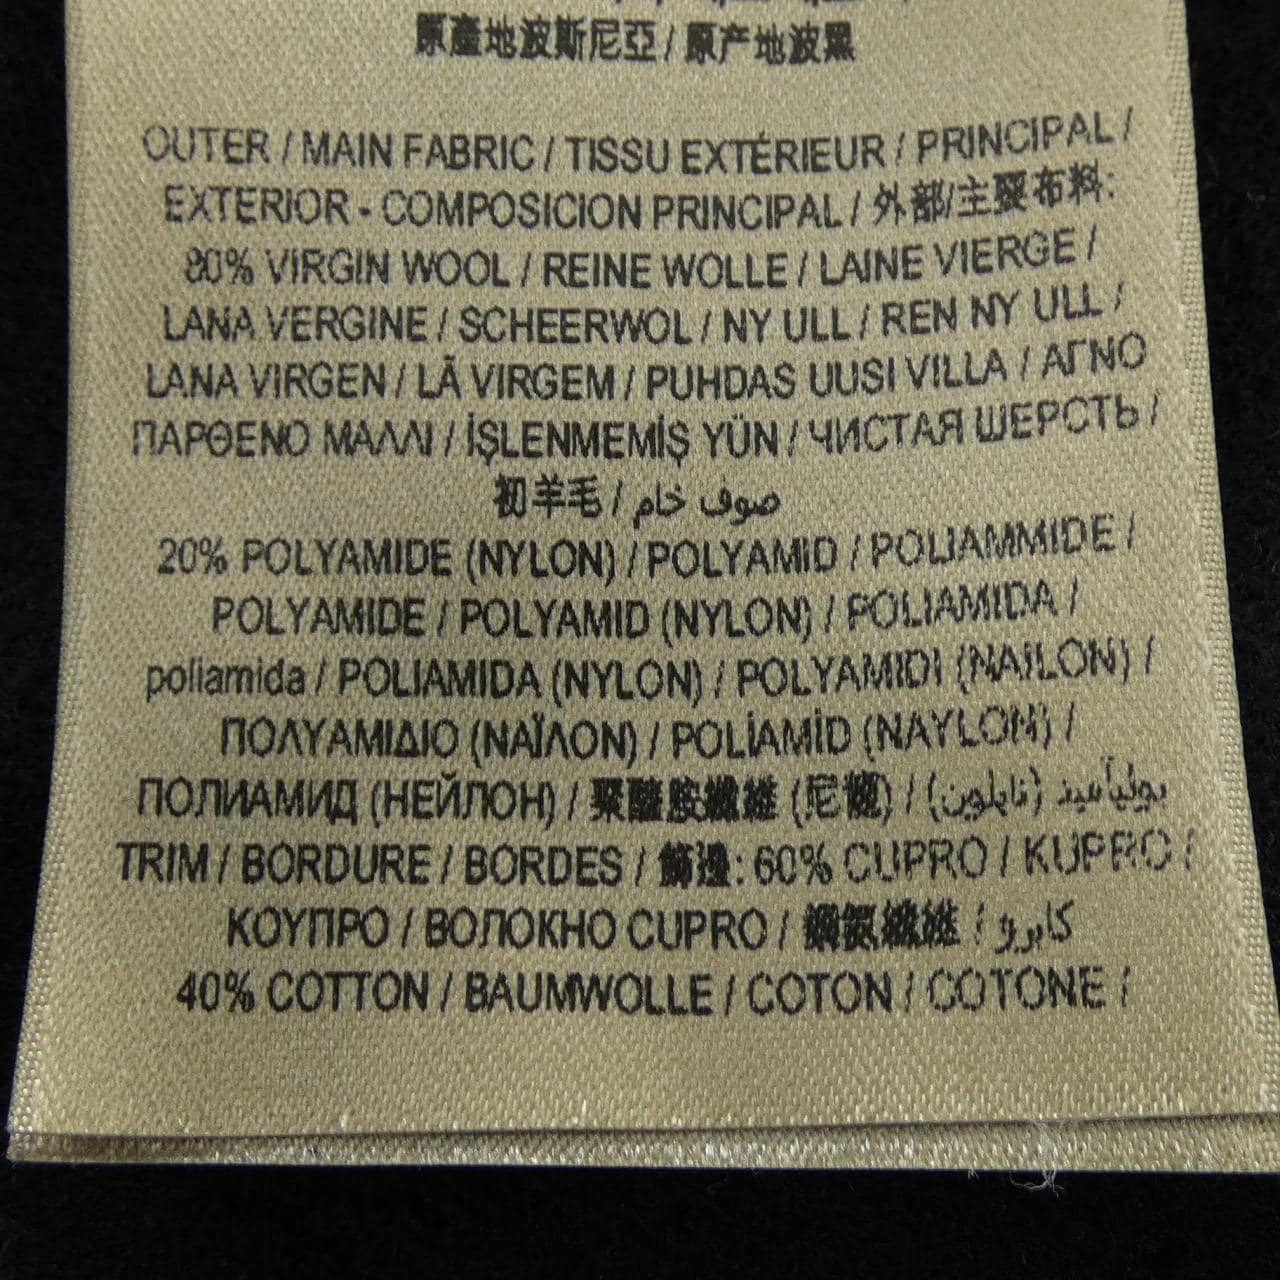 原產地波斯尼亞 / 原产地波黑
OUTER / MAIN FABRIC / TISSU EXTÉRIEUR / PRINCIPAL /
EXTERIOR - COMPOSICION PRINCIPAL / 外部/主要布料:
80% VIRGIN WOOL / REINE WOLLE / LAINE VIERGE /
LANA VERGINE / SCHEERWOL / NY ULL / REN NY ULL /
LANA VIRGEN / LÃ VIRGEM / PUHDAS UUSI VILLA / ΑΓΝΟ
ΠΑΡΘΕΝΟ ΜΑΛΛΙ / İŞLENMEMİŞ YÜN / ЧИСТАЯ ШЕРСТЬ /
初羊毛 / صوف خام
20% POLYAMIDE (NYLON) / POLYAMID / POLIAMMIDE /
POLYAMIDE / POLYAMID (NYLON) / POLIAMIDA /
poliamida / POLIAMIDA (NYLON) / POLYAMIDI (NAILON) /
ΠΟΛΥΑΜΙΔΙΟ (ΝΑΪΛΟΝ) / POLİAMİD (NAYLON) /
ПОЛИАМИД (НЕЙЛОН) / 聚醯胺纖維 (尼龍) / بولياميد (نايلون)
TRIM / BORDURE / BORDES / 飾邊: 60% CUPRO / KUPRO /
ΚΟΥΠΡΟ / ВОЛОКНО CUPRO / 銅氨纖維 / كابرو
40% COTTON / BAUMWOLLE / COTON / COTONE /